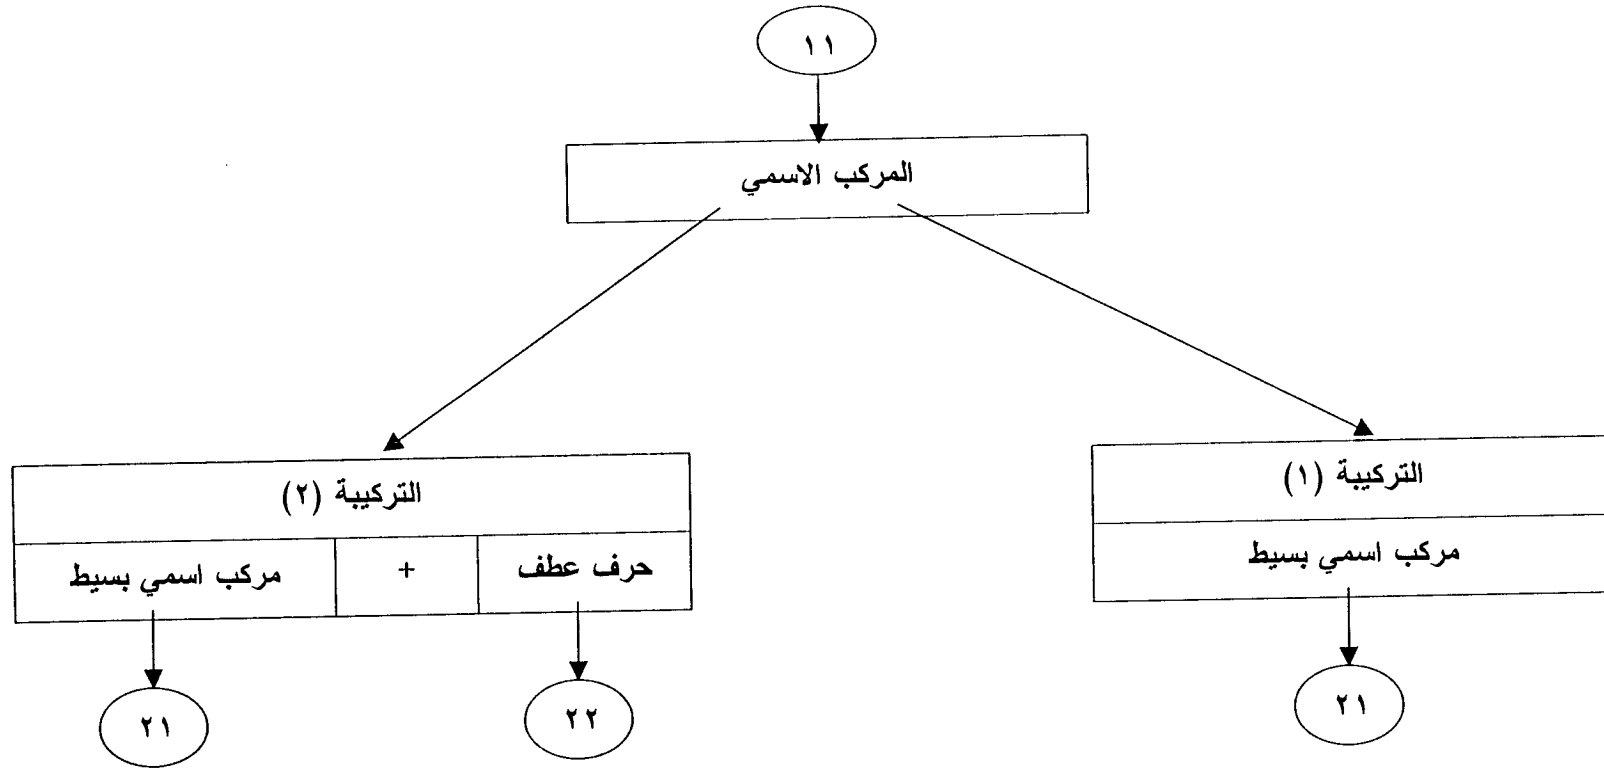 ١١
المركب الاسمي
التركيبة (١)
مركب اسمي بسيط
٢١
التركيبة (٢)
حرف عطف + مركب اسمي بسيط
٢٢
٢١